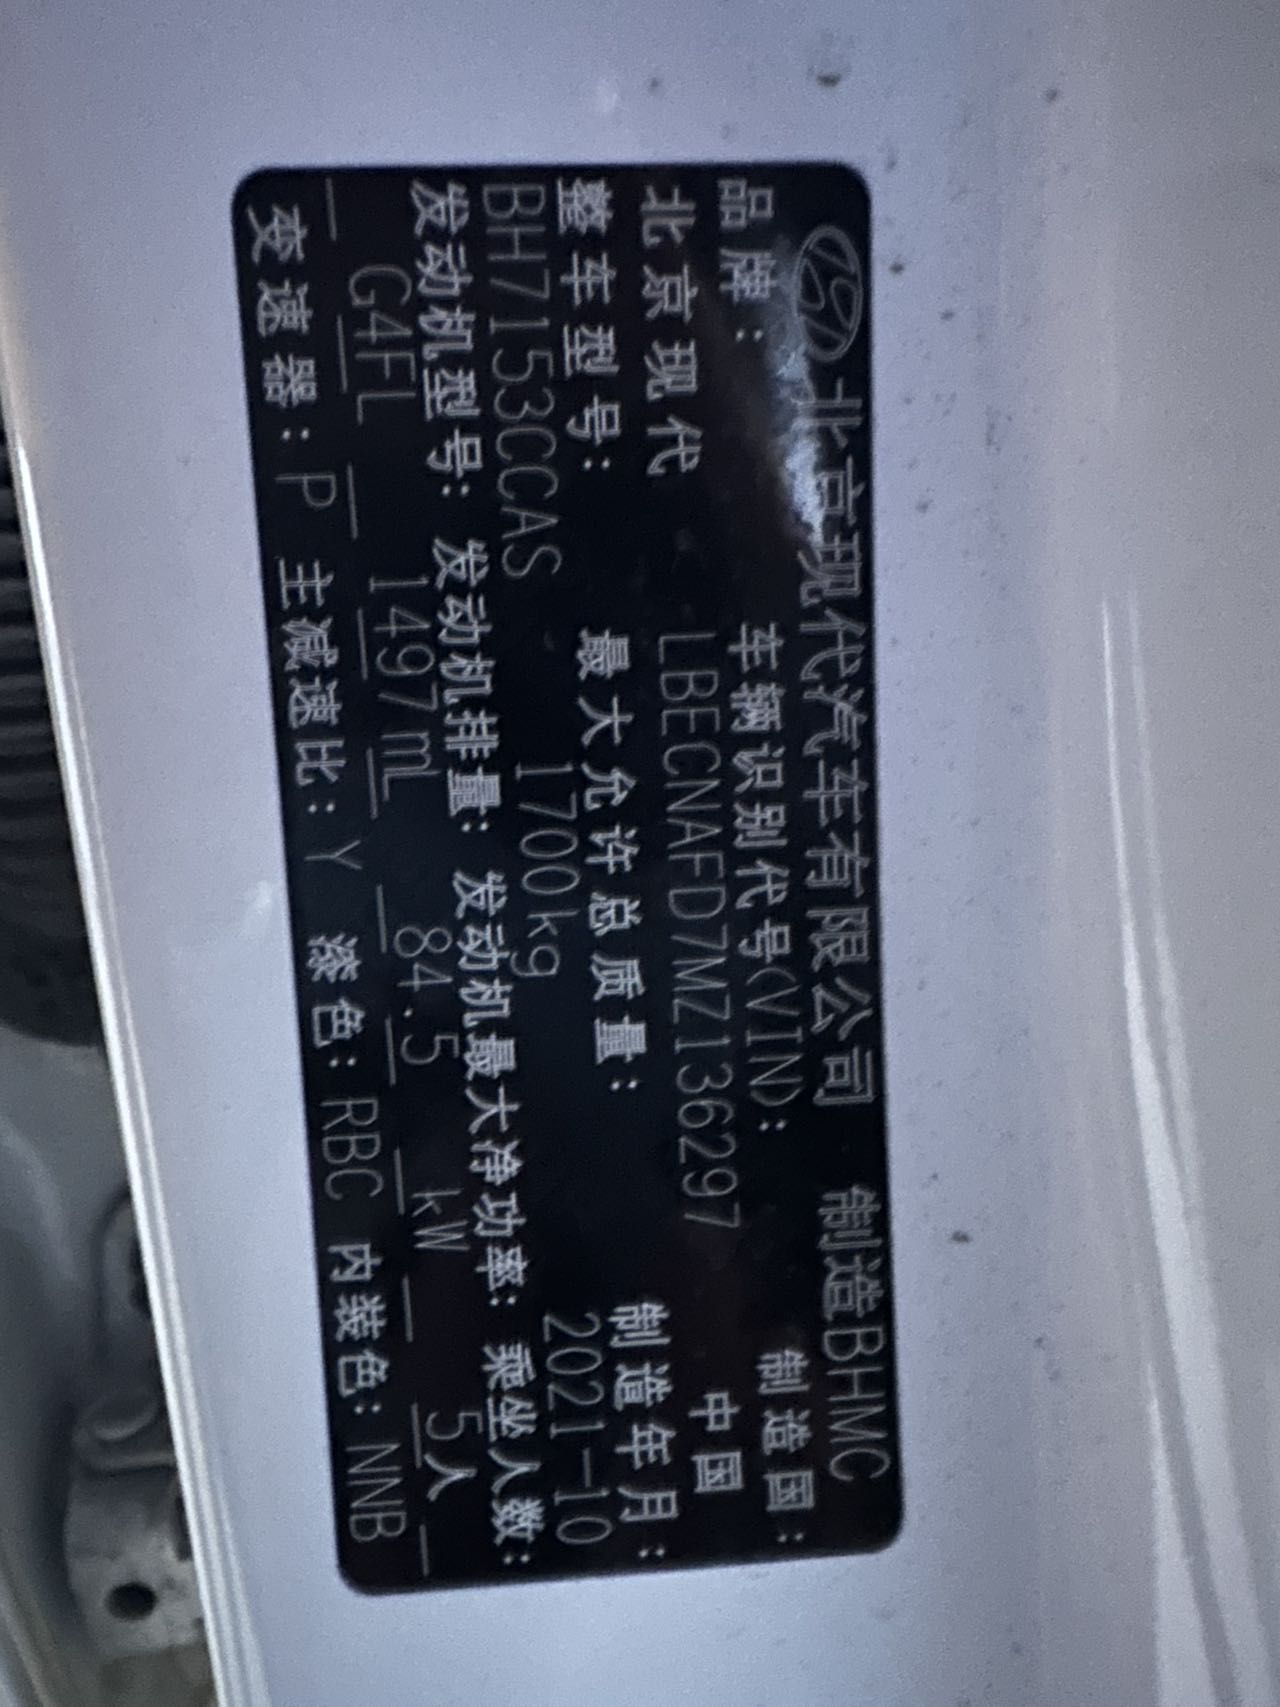 北京现代汽车有限公司 制造BHMC
品牌： 车辆识别代号(VIN)： 制造国：
北京现代 LBECNAFD7MZ136297 中国
整车型号： 最大允许总质量： 制造年月：
BH7153CCAS 1700kg 2021-10
发动机型号： 发动机排量： 发动机最大净功率： 乘坐人数：
G4FL 1497mL 84.5 kW 5人
变速器：P 主减速比：Y 漆色：RBC 内装色：NNB